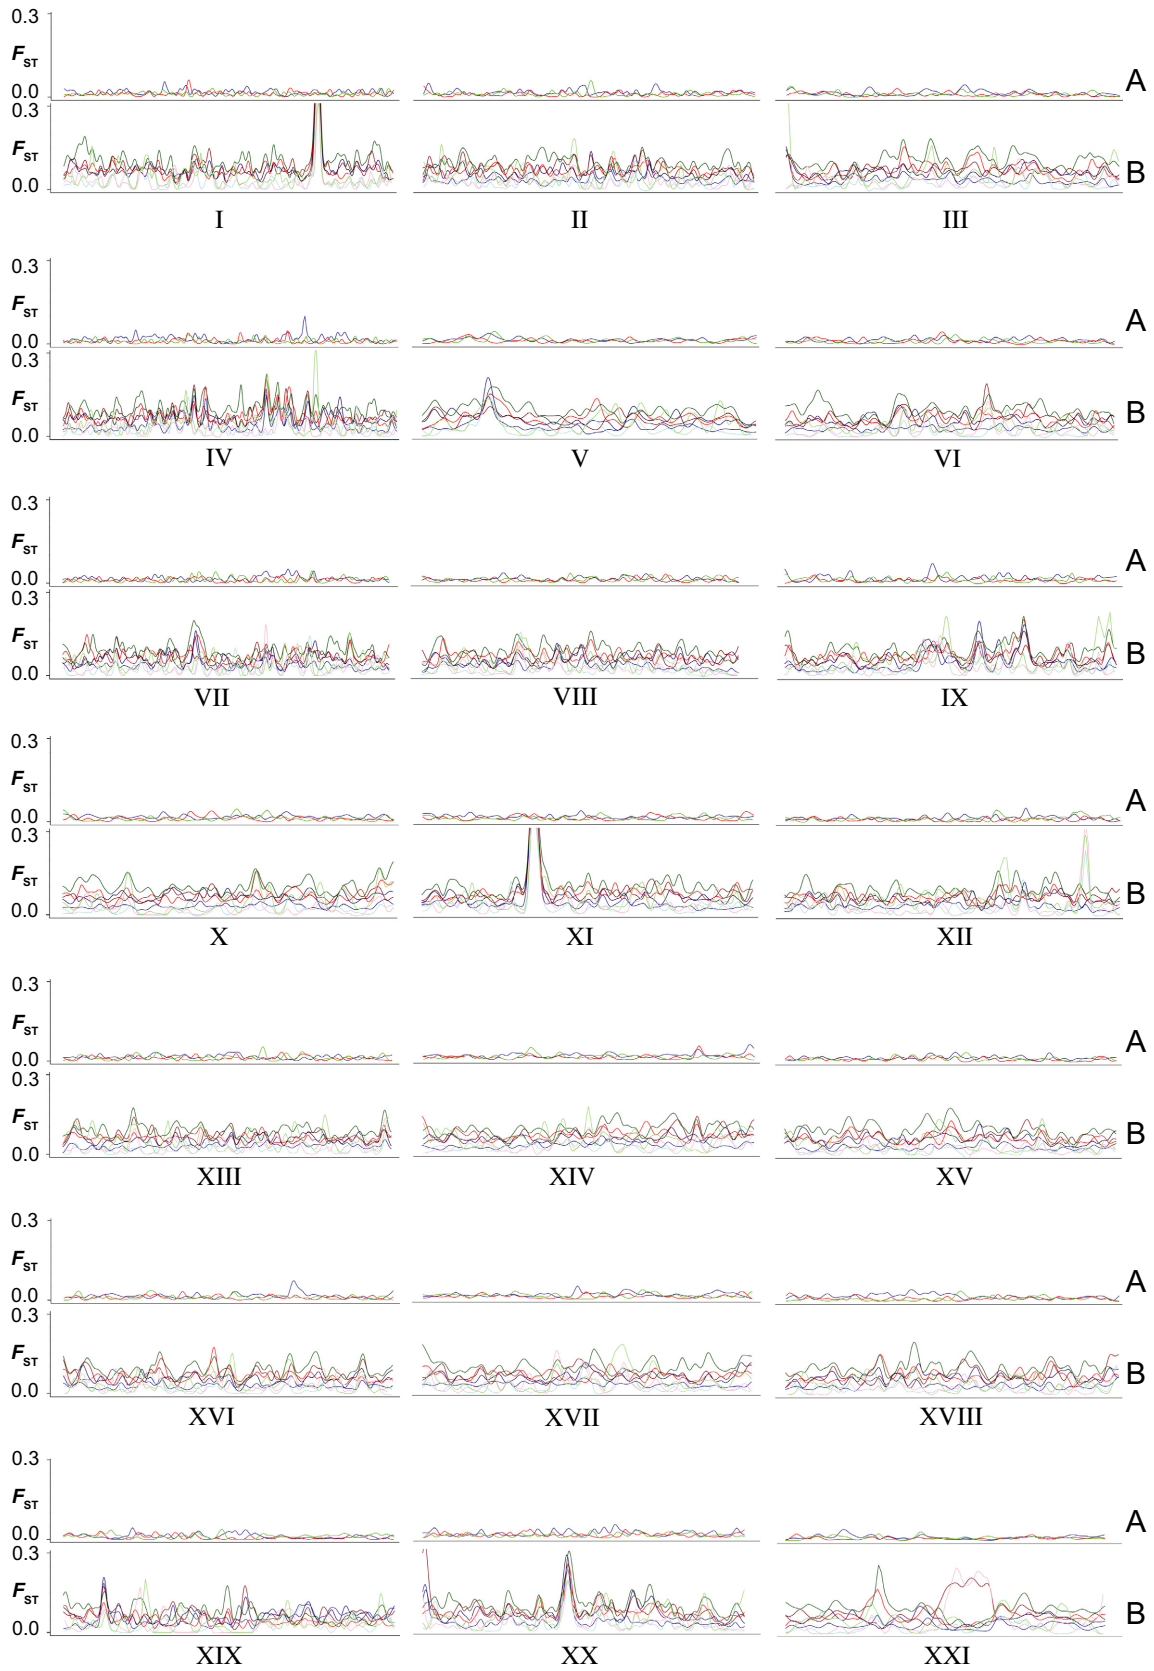 0.3
FST
A
0.0
0.3
FST
B
0.0
I II III
0.3
FST
A
0.0
0.3
FST
B
0.0
IV V VI
0.3
FST
A
0.0
0.3
FST
B
0.0
VII VIII IX
0.3
FST
A
0.0
0.3
FST
B
0.0
X XI XII
0.3
FST
A
0.0
0.3
FST
B
0.0
XIII XIV XV
0.3
FST
A
0.0
0.3
FST
B
0.0
XVI XVII XVIII
0.3
FST
A
0.0
0.3
FST
B
0.0
XIX XX XXI